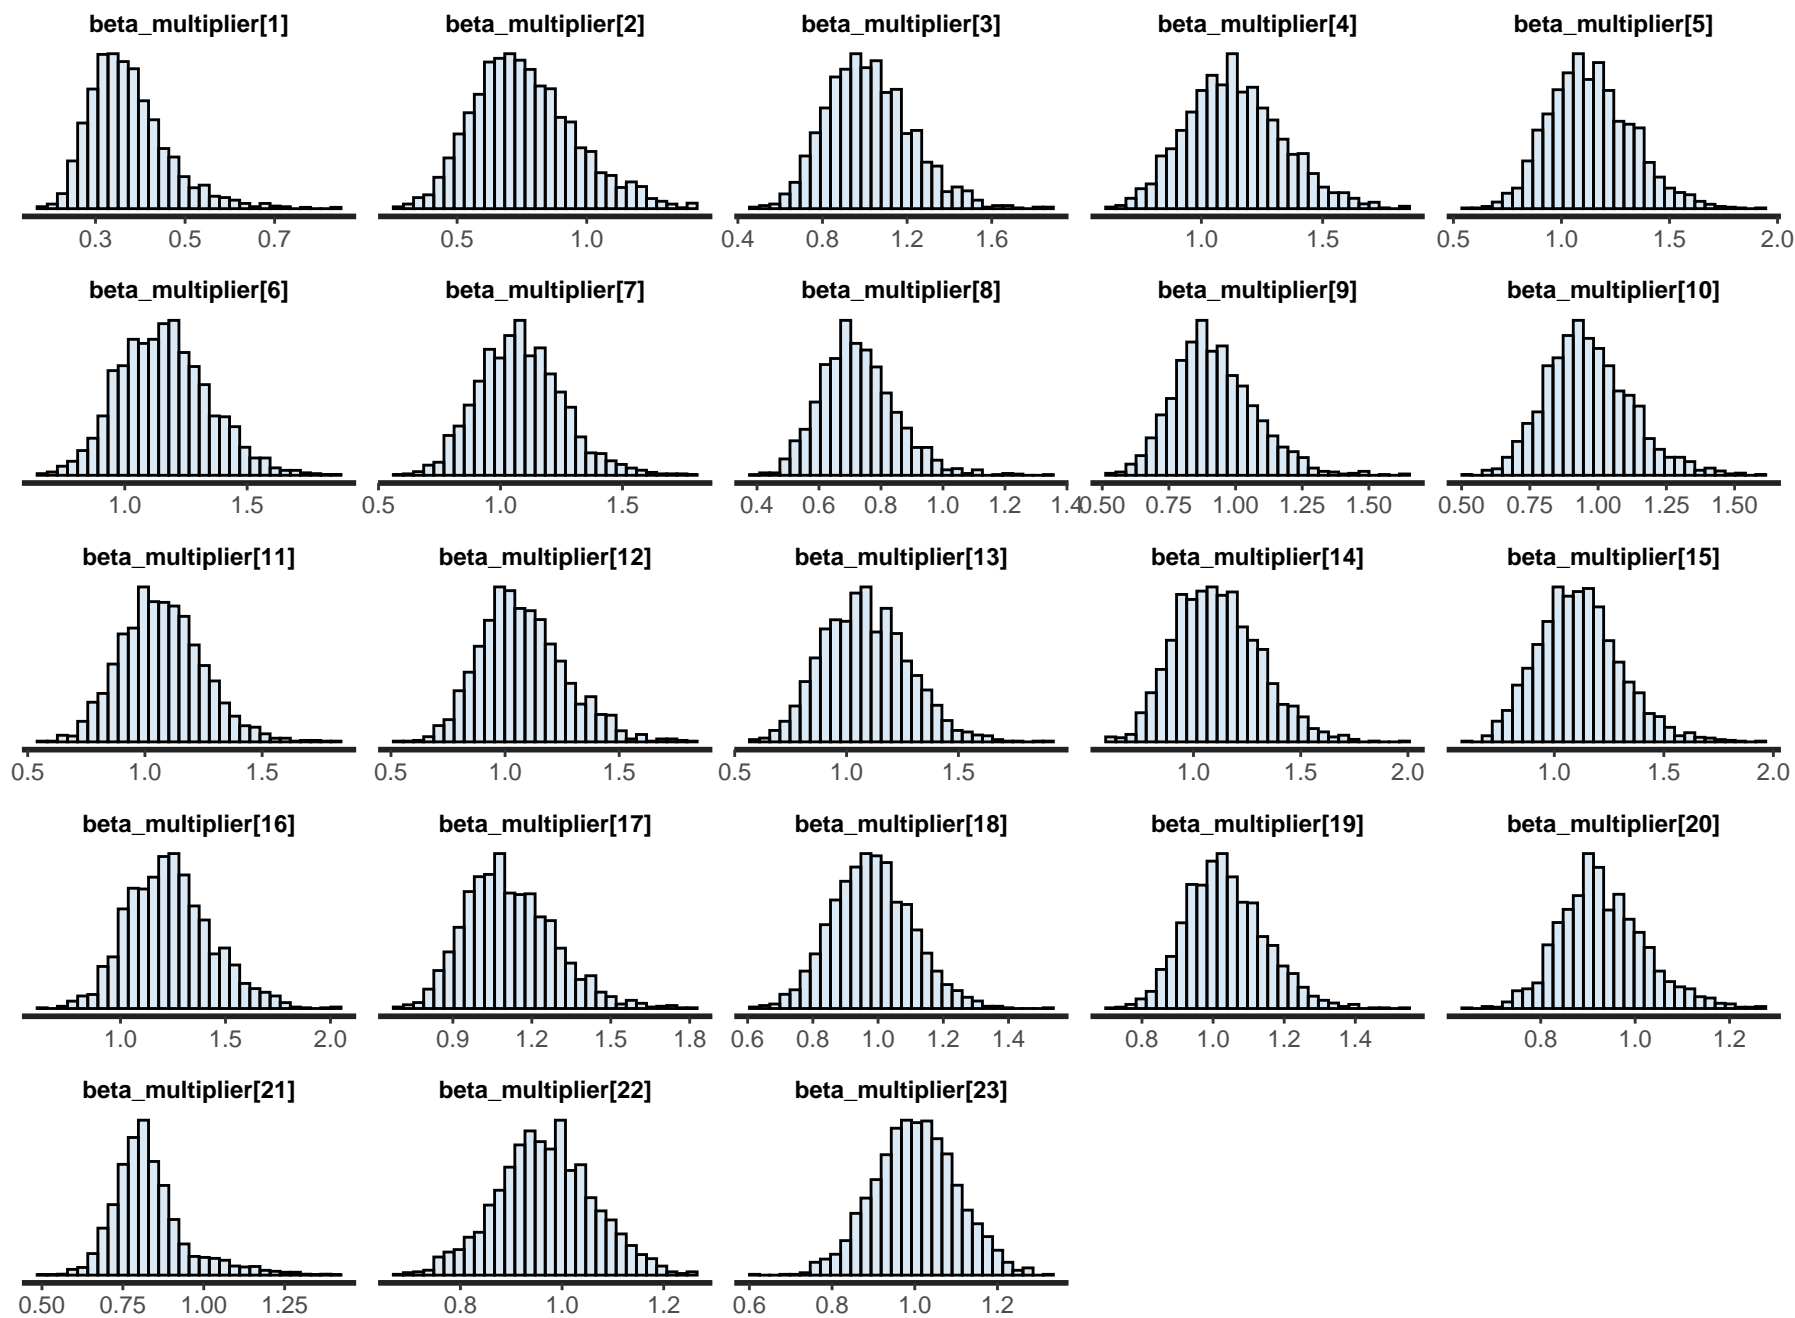 beta_multiplier[1] beta_multiplier[2] beta_multiplier[3] beta_multiplier[4] beta_multiplier[5]
0.3 0.5 0.7 0.5 1.0 0.4 0.8 1.2 1.6 1.0 1.5 0.5 1.0 1.5 2.0
beta_multiplier[6] beta_multiplier[7] beta_multiplier[8] beta_multiplier[9] beta_multiplier[10]
1.0 1.5 0.5 1.0 1.5 0.4 0.6 0.8 1.0 1.2 1.4 0.50 0.75 1.00 1.25 1.50 0.50 0.75 1.00 1.25 1.50
beta_multiplier[11] beta_multiplier[12] beta_multiplier[13] beta_multiplier[14] beta_multiplier[15]
0.5 1.0 1.5 0.5 1.0 1.5 0.5 1.0 1.5 1.0 1.5 2.0 1.0 1.5 2.0
beta_multiplier[16] beta_multiplier[17] beta_multiplier[18] beta_multiplier[19] beta_multiplier[20]
1.0 1.5 2.0 0.9 1.2 1.5 1.8 0.6 0.8 1.0 1.2 1.4 0.8 1.0 1.2 1.4 0.8 1.0 1.2
beta_multiplier[21] beta_multiplier[22] beta_multiplier[23]
0.50 0.75 1.00 1.25 0.8 1.0 1.2 0.6 0.8 1.0 1.2